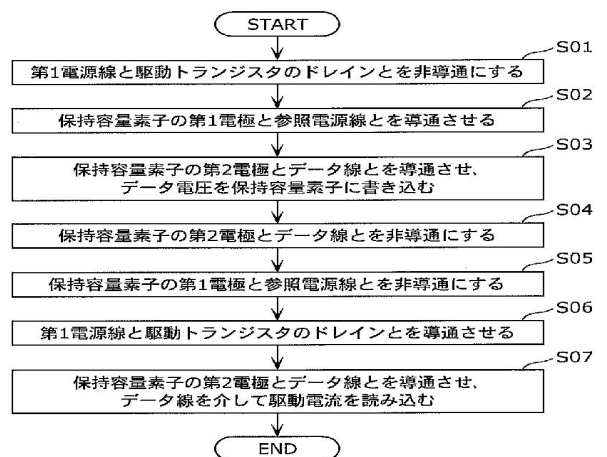 START
S01
第1電源線と駆動トランジスタのドレインとを非導通にする
S02
保持容量素子の第1電極と参照電源線とを導通させる
S03
保持容量素子の第2電極とデータ線とを導通させ、
データ電圧を保持容量素子に書き込む
S04
保持容量素子の第2電極とデータ線とを非導通にする
S05
保持容量素子の第1電極と参照電源線とを非導通にする
S06
第1電源線と駆動トランジスタのドレインとを導通させる
S07
保持容量素子の第2電極とデータ線とを導通させ、
データ線を介して駆動電流を読み込む
END